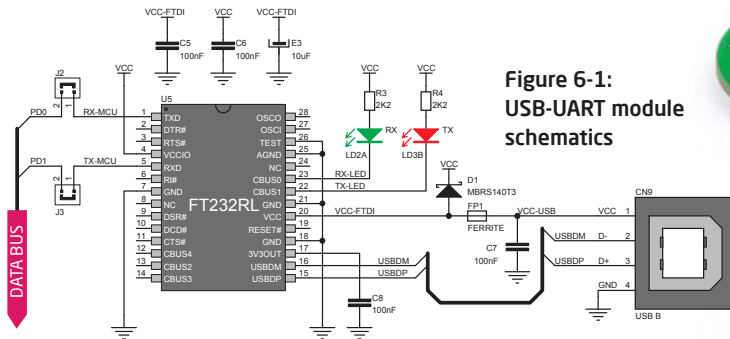 VCC-FTDI VCC VCC-FTDI
C5 100nF
C6 100nF
E3 10uF
VCC
J2
2 1
PD0 RX-MCU
PD1 TX-MCU
2 1
J3
DATA BUS
U5
FT232RL
1 TXD
2 DTR#
3 RTS#
4 VCCIO
5 RXD
6 RI#
7 GND
8 NC
9 DSR#
10 DCD#
11 CTS#
12 CBUS4
13 CBUS2
14 CBUS3
OSCO 28
OSCI 27
TEST 26
AGND 25
NC 24
CBUS0 23
CBUS1 22
GND 21
VCC 20
RESET# 19
GND 18
3V3OUT 17
USBDM 16
USBDP 15
VCC VCC
R3 2K2
R4 2K2
RX TX
LD2A LD3B
RX-LED
TX-LED
VCC
D1
MBRS140T3
VCC-FTDI
FP1
FERRITE
VCC-USB
C7
100nF
USBDM
USBDP
C8
100nF
USBDM
USBDP
CN9
VCC 1
D- 2
D+ 3
GND 4
USB B
Figure 6-1:
USB-UART module
schematics